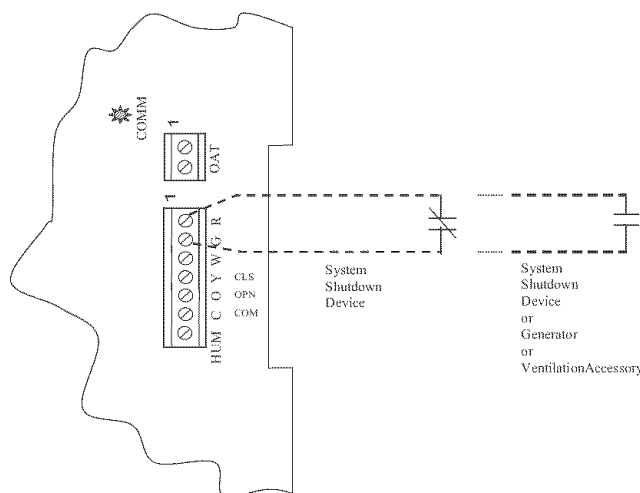 COMM
1
OAT
1
HUM C O Y W G R
CLS
OPN
COM
System
Shutdown
Device
System
Shutdown
Device
or
Generator
or
VentilationAccessory